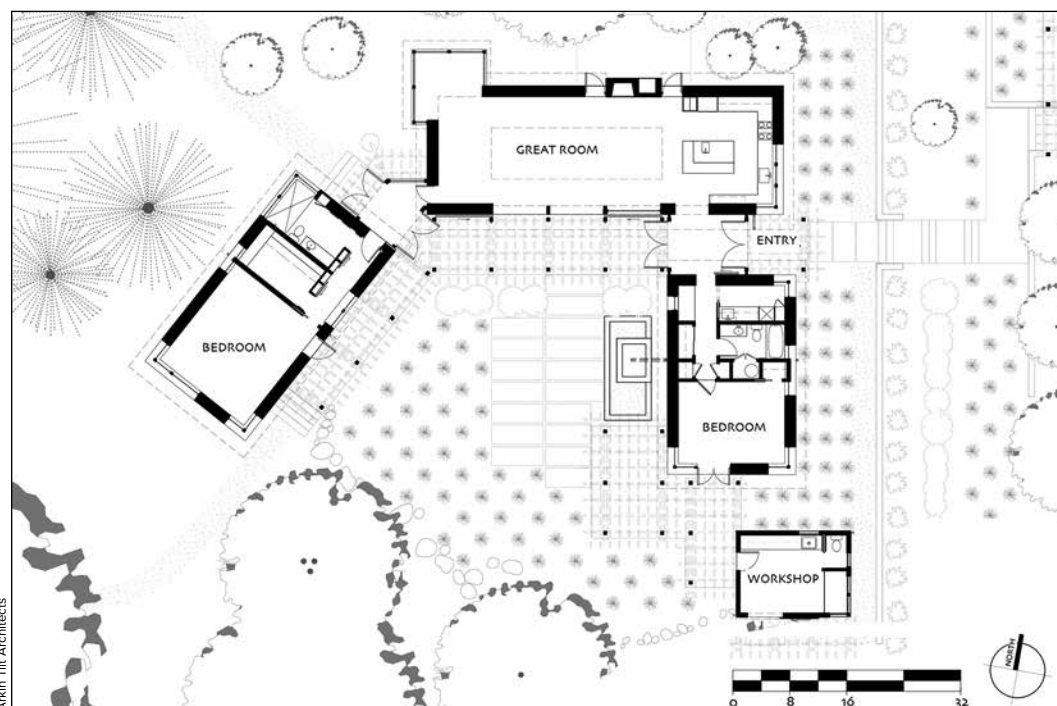 GREAT ROOM
ENTRY
BEDROOM
BEDROOM
WORKSHOP
NORTH
0 8 16 32
Arkin Tilt Architects